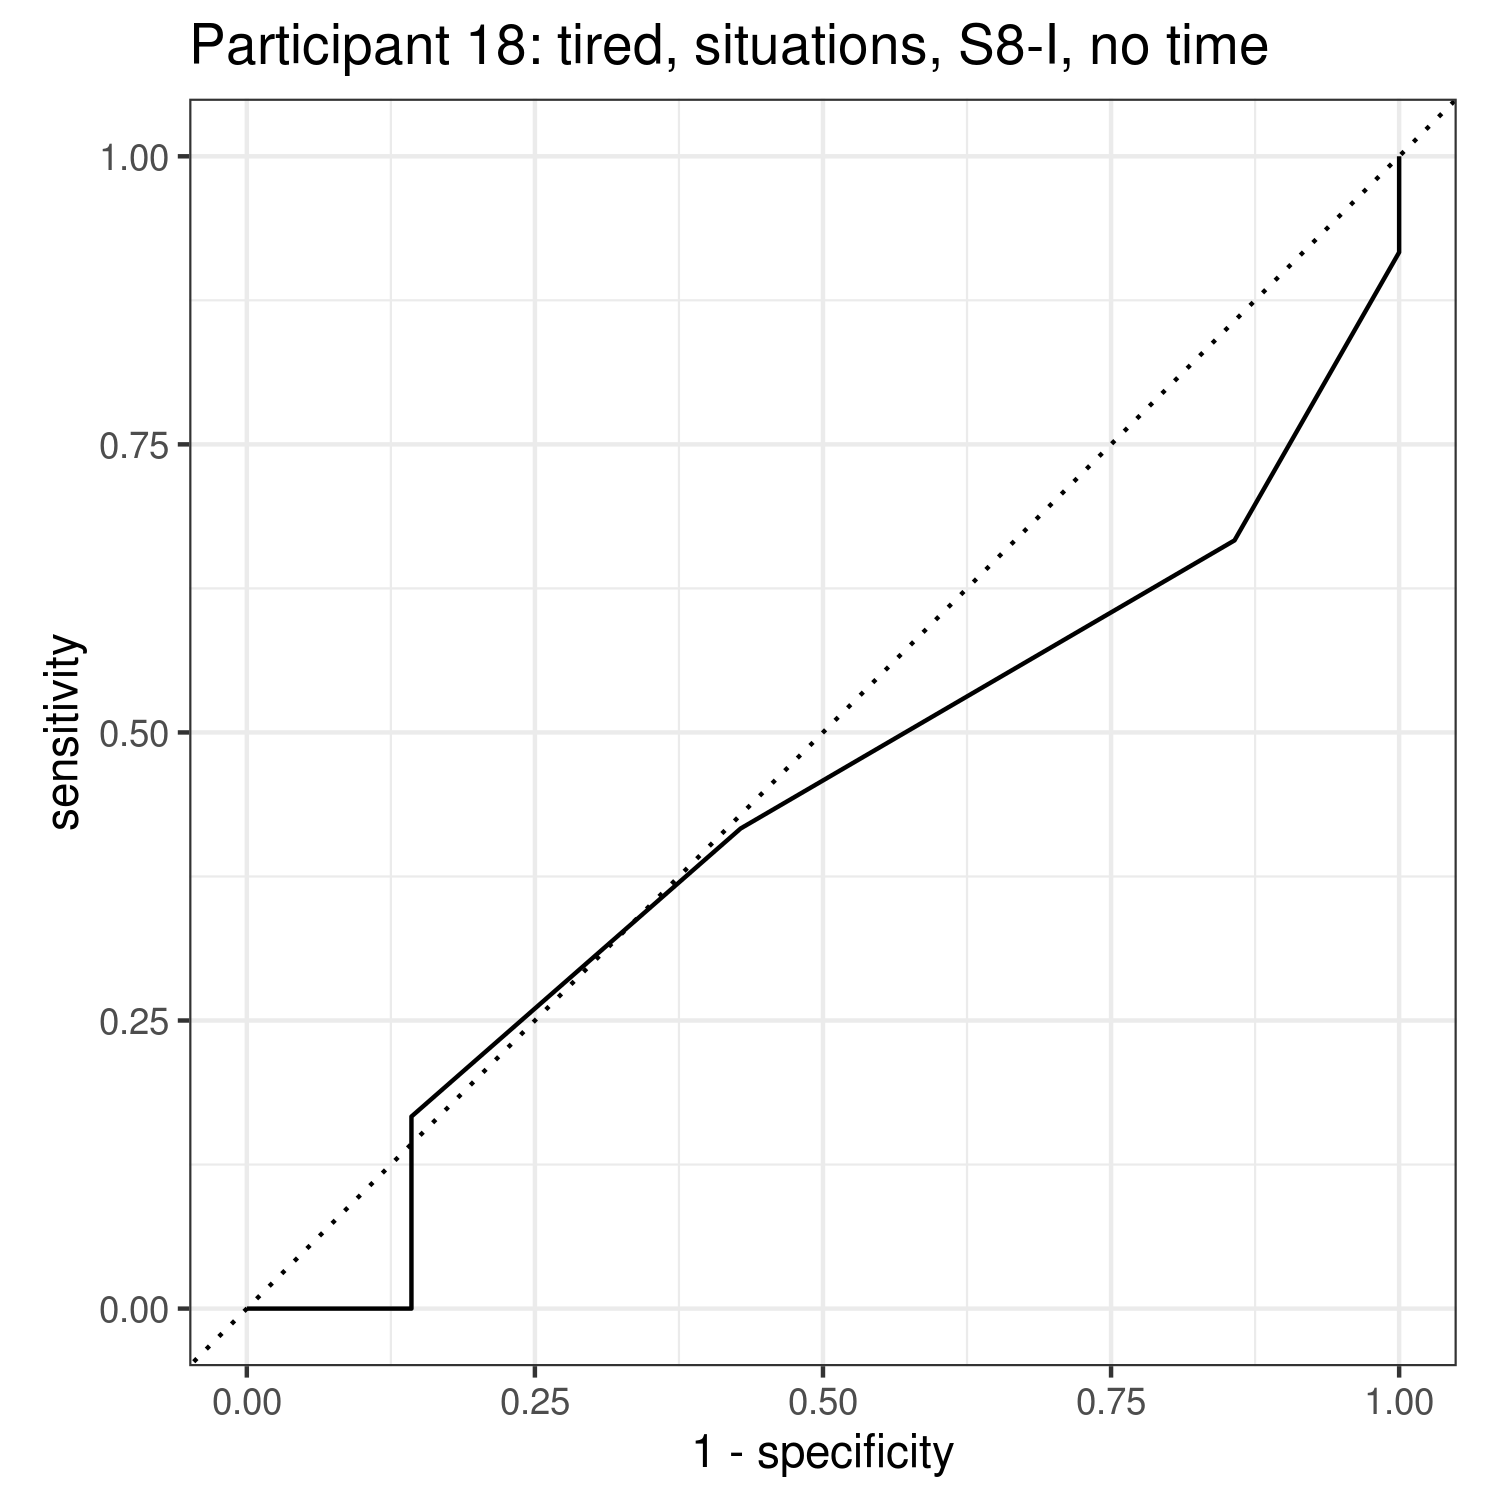 Participant 18: tired, situations, S8-I, no time
1.00
0.75
0.50
0.25
0.00
sensitivity
0.00 0.25 0.50 0.75 1.00
1 - specificity